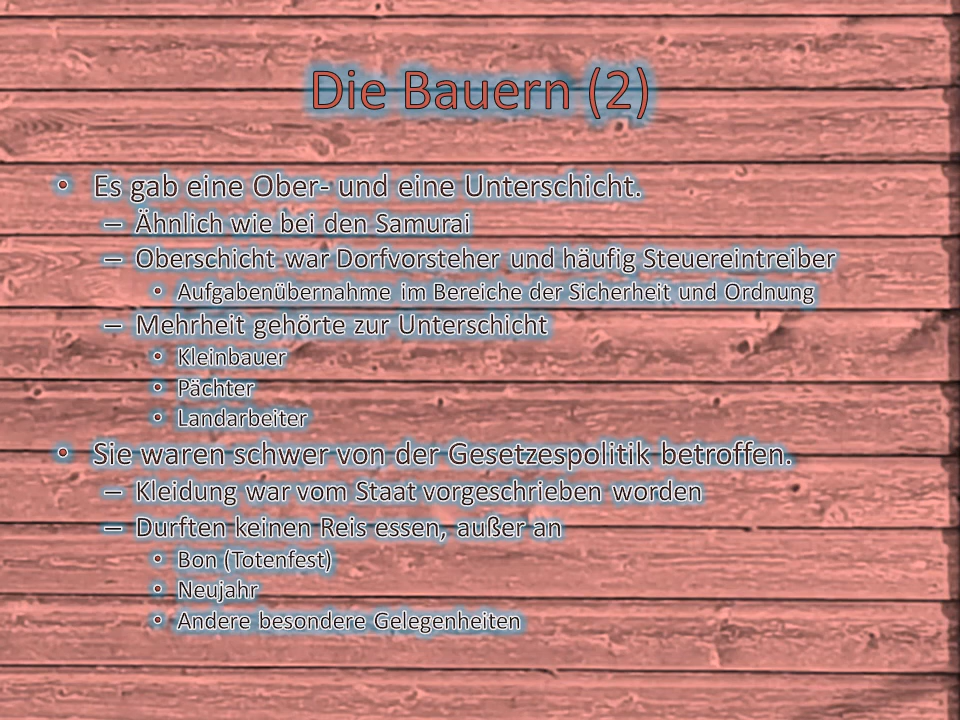 Die Bauern (2)
• Es gab eine Ober- und eine Unterschicht.
– Ähnlich wie bei den Samurai
– Oberschicht war Dorfvorsteher und häufig Steuereintreiber
• Aufgabenübernahme im Bereiche der Sicherheit und Ordnung
– Mehrheit gehörte zur Unterschicht
• Kleinbauer
• Pächter
• Landarbeiter
• Sie waren schwer von der Gesetzespolitik betroffen.
– Kleidung war vom Staat vorgeschrieben worden
– Durften keinen Reis essen, außer an
• Bon (Totenfest)
• Neujahr
• Andere besondere Gelegenheiten